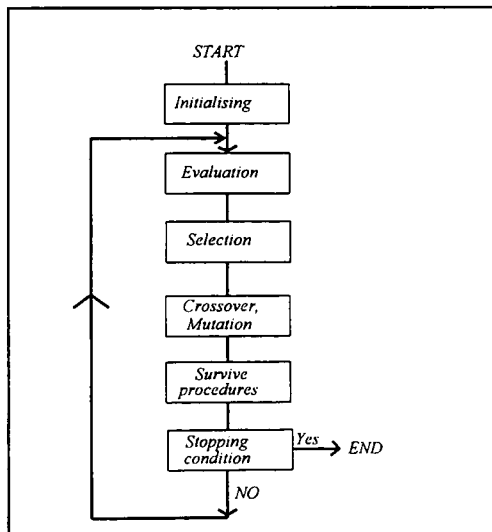 START
Initialising
Evaluation
Selection
Crossover,
Mutation
Survive
procedures
Stopping
condition
Yes
END
NO